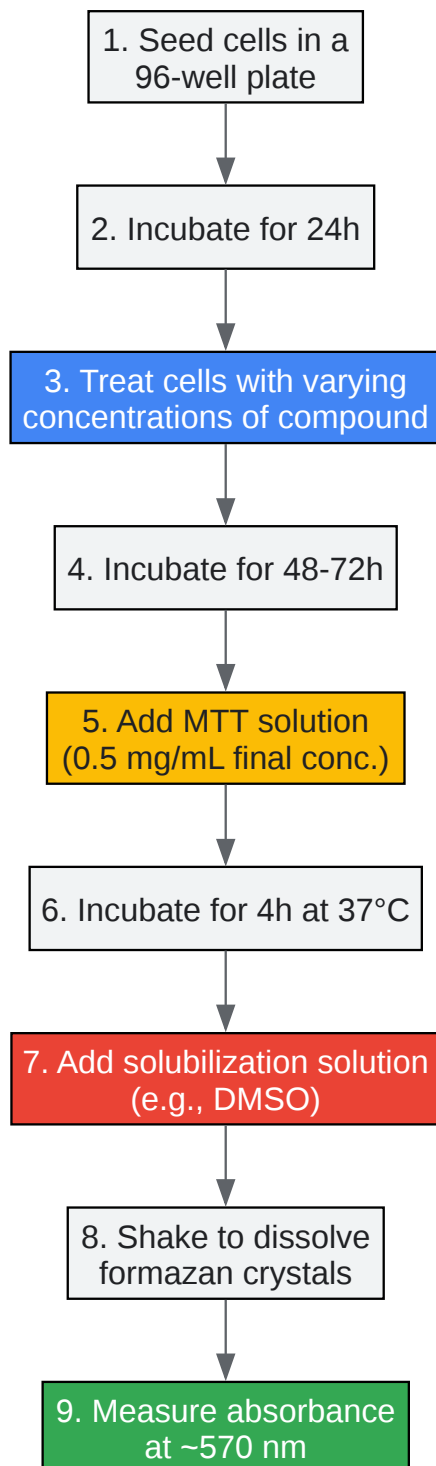 1. Seed cells in a
96-well plate
2. Incubate for 24h
3. Treat cells with varying
concentrations of compound
4. Incubate for 48-72h
5. Add MTT solution
(0.5 mg/mL final conc.)
6. Incubate for 4h at 37°C
7. Add solubilization solution
(e.g., DMSO)
8. Shake to dissolve
formazan crystals
9. Measure absorbance
at ~570 nm